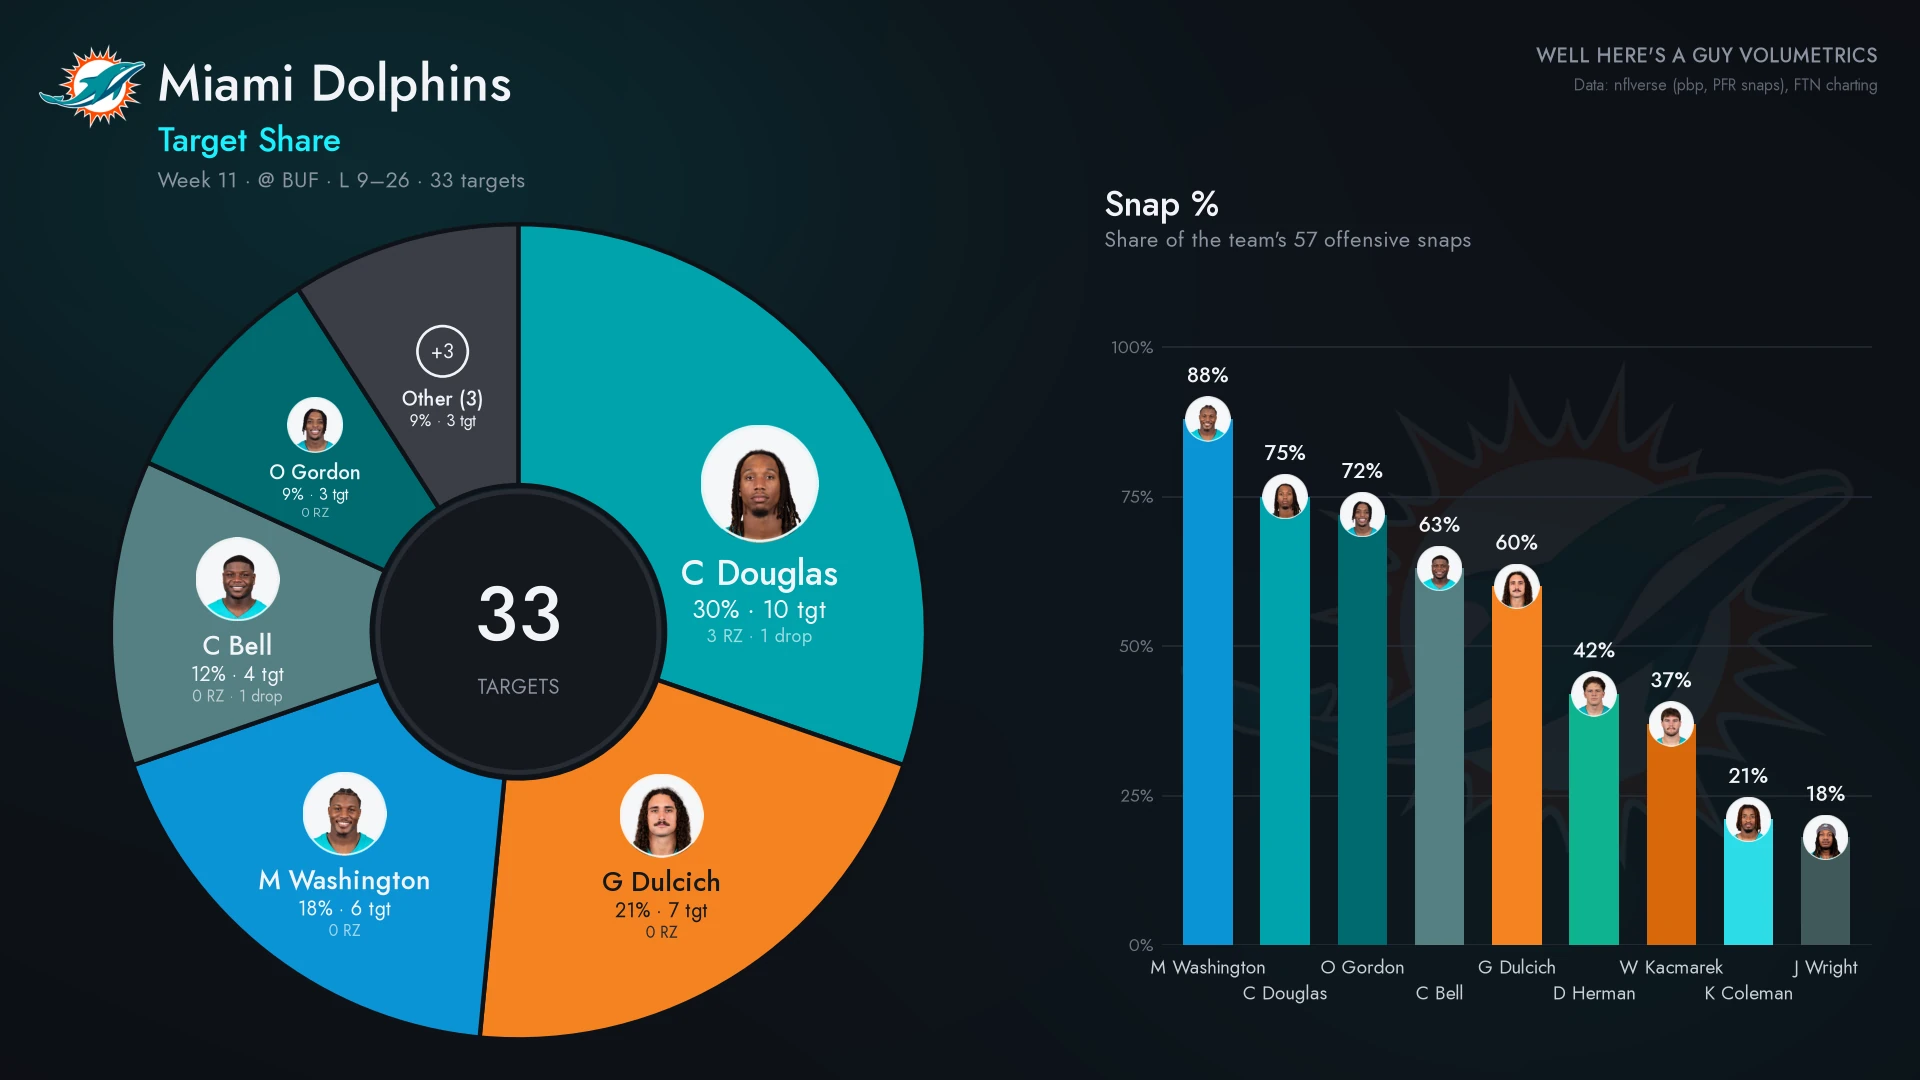 Miami Dolphins
Target Share
Week 11 · @ BUF · L 9–26 · 33 targets
WELL HERE'S A GUY VOLUMETRICS
Data: nflverse (pbp, PFR snaps), FTN charting
+3
Other (3)
9% · 3 tgt
O Gordon
9% · 3 tgt
0 RZ
C Douglas
30% · 10 tgt
3 RZ · 1 drop
C Bell
12% · 4 tgt
0 RZ · 1 drop
33
TARGETS
M Washington
18% · 6 tgt
0 RZ
G Dulcich
21% · 7 tgt
0 RZ
Snap %
Share of the team's 57 offensive snaps
100%
75%
50%
25%
0%
88%
75%
72%
63%
60%
42%
37%
21%
18%
M Washington
C Douglas
O Gordon
C Bell
G Dulcich
D Herman
W Kacmarek
K Coleman
J Wright